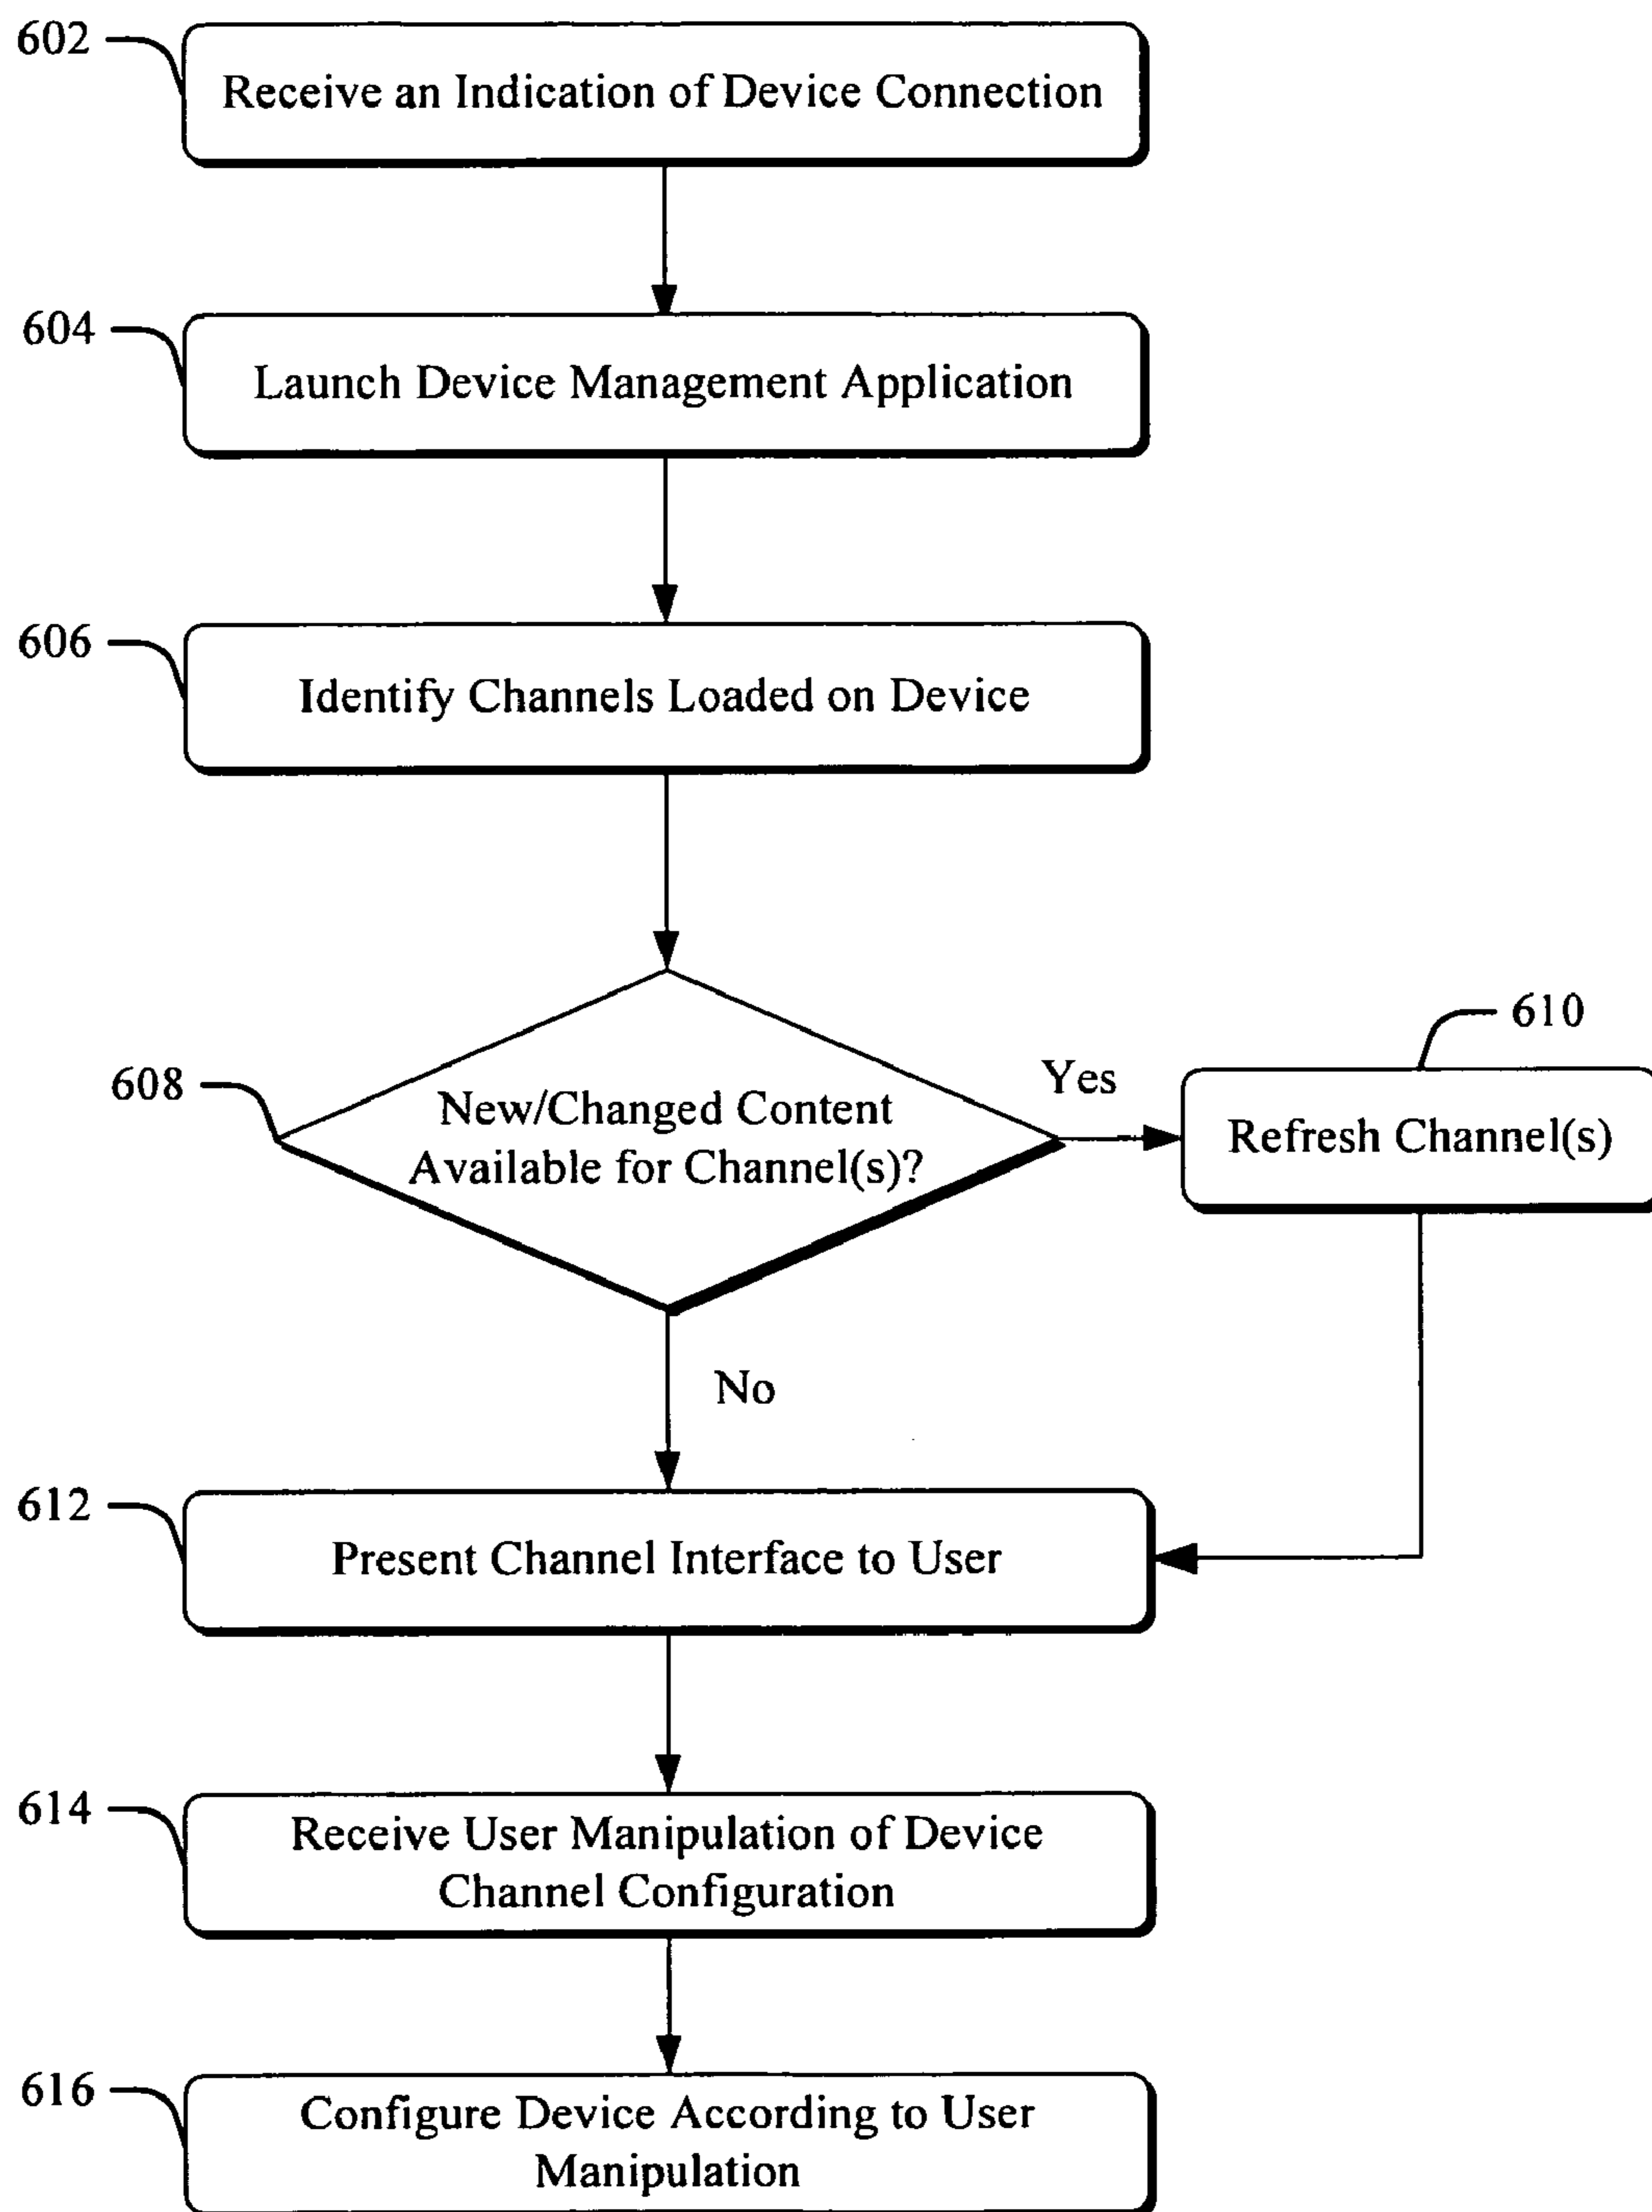 602
Receive an Indication of Device Connection
604
Launch Device Management Application
606
Identify Channels Loaded on Device
608
New/Changed Content
Available for Channel(s)?
Yes
610
Refresh Channel(s)
No
612
Present Channel Interface to User
614
Receive User Manipulation of Device
Channel Configuration
616
Configure Device According to User
Manipulation